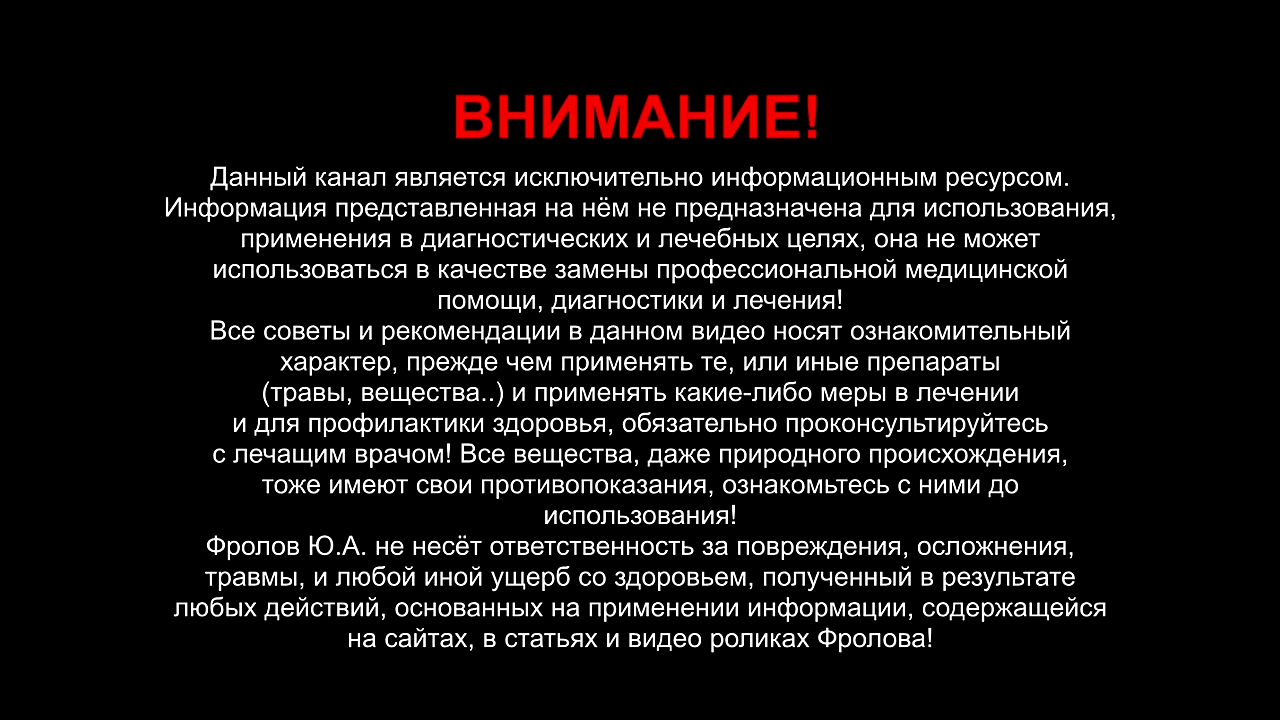 ВНИМАНИЕ!
Данный канал является исключительно информационным ресурсом.
Информация представленная на нём не предназначена для использования,
применения в диагностических и лечебных целях, она не может
использоваться в качестве замены профессиональной медицинской
помощи, диагностики и лечения!
Все советы и рекомендации в данном видео носят ознакомительный
характер, прежде чем применять те, или иные препараты
(травы, вещества..) и применять какие-либо меры в лечении
и для профилактики здоровья, обязательно проконсультируйтесь
с лечащим врачом! Все вещества, даже природного происхождения,
тоже имеют свои противопоказания, ознакомьтесь с ними до
использования!
Фролов Ю.А. не несёт ответственность за повреждения, осложнения,
травмы, и любой иной ущерб со здоровьем, полученный в результате
любых действий, основанных на применении информации, содержащейся
на сайтах, в статьях и видео роликах Фролова!